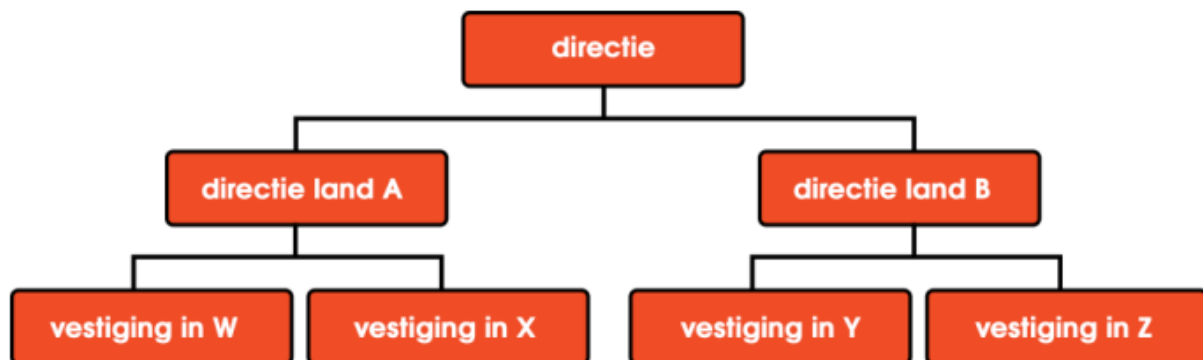 directie
directie land A
directie land B
vestiging in W
vestiging in X
vestiging in Y
vestiging in Z